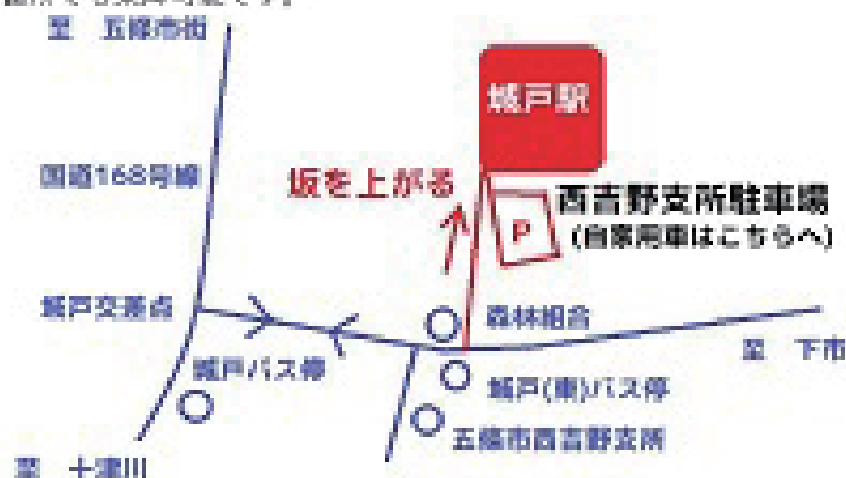 至 五條市街
城戸駅
国道168号線
坂を上がる
西吉野支所駐車場
P
(自家用車はこちらへ)
城戸交差点
森林組合
至 下市
城戸バス停
城戸(東)バス停
五條市西吉野支所
至 十津川